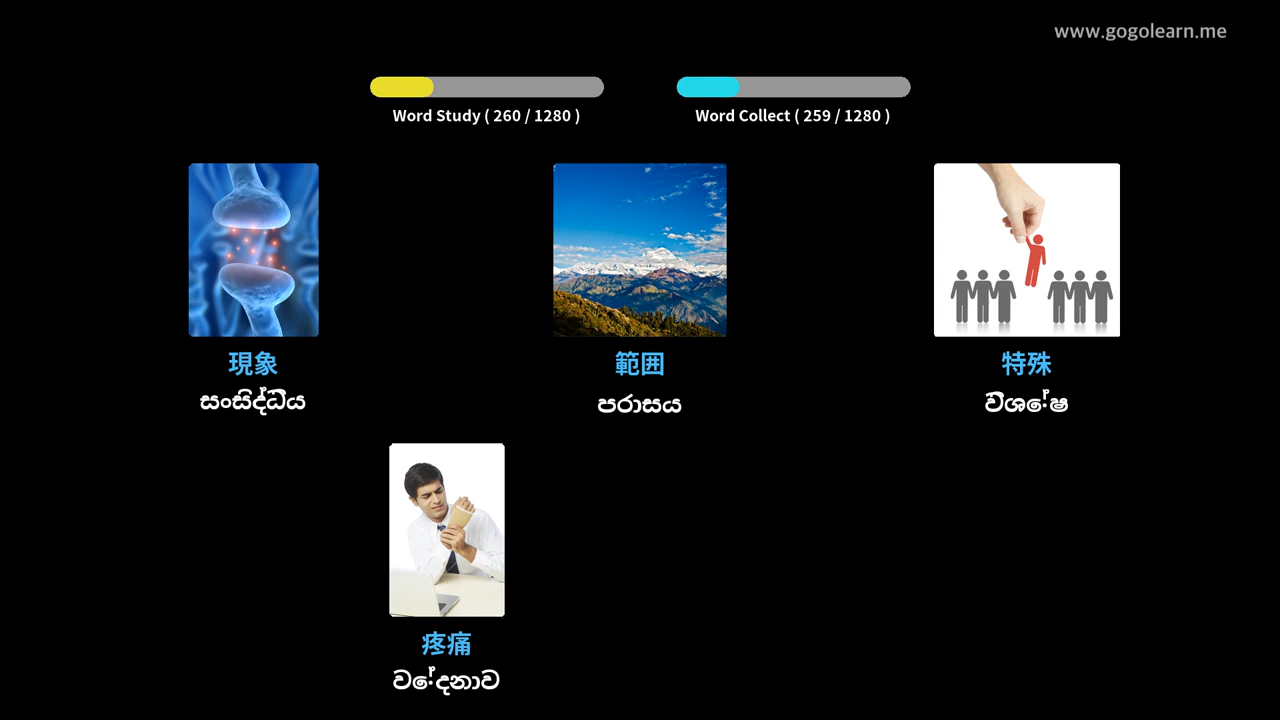 www.gogolearn.me
Word Study ( 260 / 1280 )
Word Collect ( 259 / 1280 )
現象
範囲
特殊
සංසිද්ධිය
පරාසය
විශේෂ
疼痛
වේදනාව